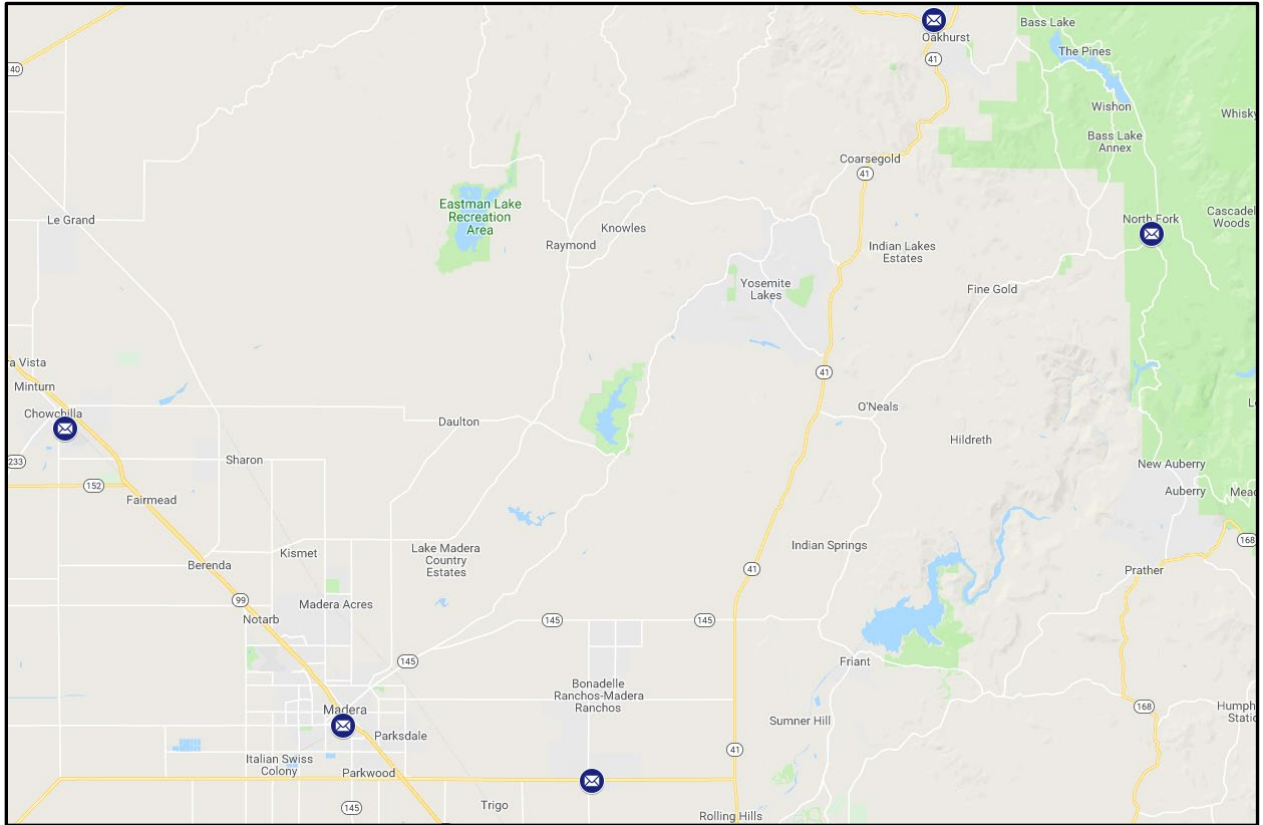 Bass Lake
Oakhurst
The Pines
41
40
Wishon
Whisky
Bass Lake
Annex
Coarsegold
41
Eastman Lake
Recreation
Area
Le Grand
Knowles
North Fork
Cascadel
Woods
Raymond
Indian Lakes
Estates
Yosemite
Lakes
Fine Gold
a Vista
Minturn
41
Chowchilla
Daulton
O'Neals
L
Hildreth
233
Sharon
New Auberry
152
Auberry
Mead
Fairmead
Indian Springs
168
Kismet
Lake Madera
Country
Estates
Berenda
41
Prather
99
Madera Acres
Notarb
145
145
145
Friant
Bonadelle
Ranchos-Madera
Ranchos
Madera
168
Humph
Static
Sumner Hill
Parksdale
41
Italian Swiss
Colony
Parkwood
145
Trigo
Rolling Hills